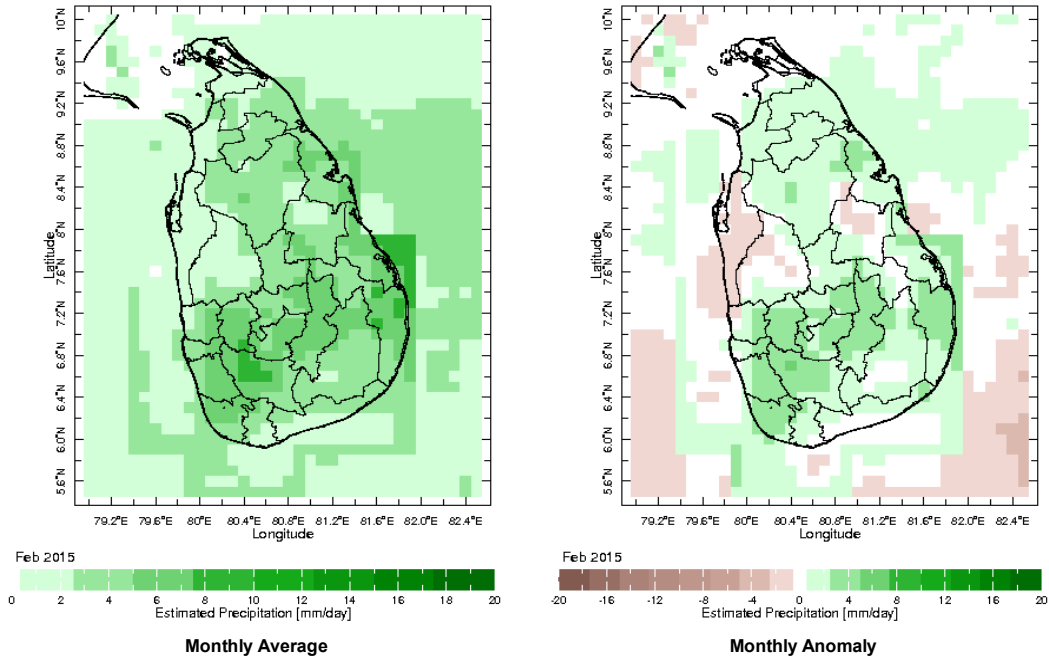 10°N
9.6°N
9.2°N
8.8°N
8.4°N
8°N
7.6°N
7.2°N
6.8°N
6.4°N
6.0°N
5.6°N
Latitude
79.2°E 79.6°E 80°E 80.4°E 80.8°E 81.2°E 81.6°E 82.0°E 82.4°E
Longitude
Feb 2015
0 2 4 6 8 10 12 14 16 18 20
Estimated Precipitation [mm/day]
Monthly Average
10°N
9.6°N
9.2°N
8.8°N
8.4°N
8°N
7.6°N
7.2°N
6.8°N
6.4°N
6.0°N
5.6°N
Latitude
79.2°E 79.6°E 80°E 80.4°E 80.8°E 81.2°E 81.6°E 82.0°E 82.4°E
Longitude
Feb 2015
-20 -16 -12 -8 -4 0 4 8 12 16 20
Estimated Precipitation [mm/day]
Monthly Anomaly